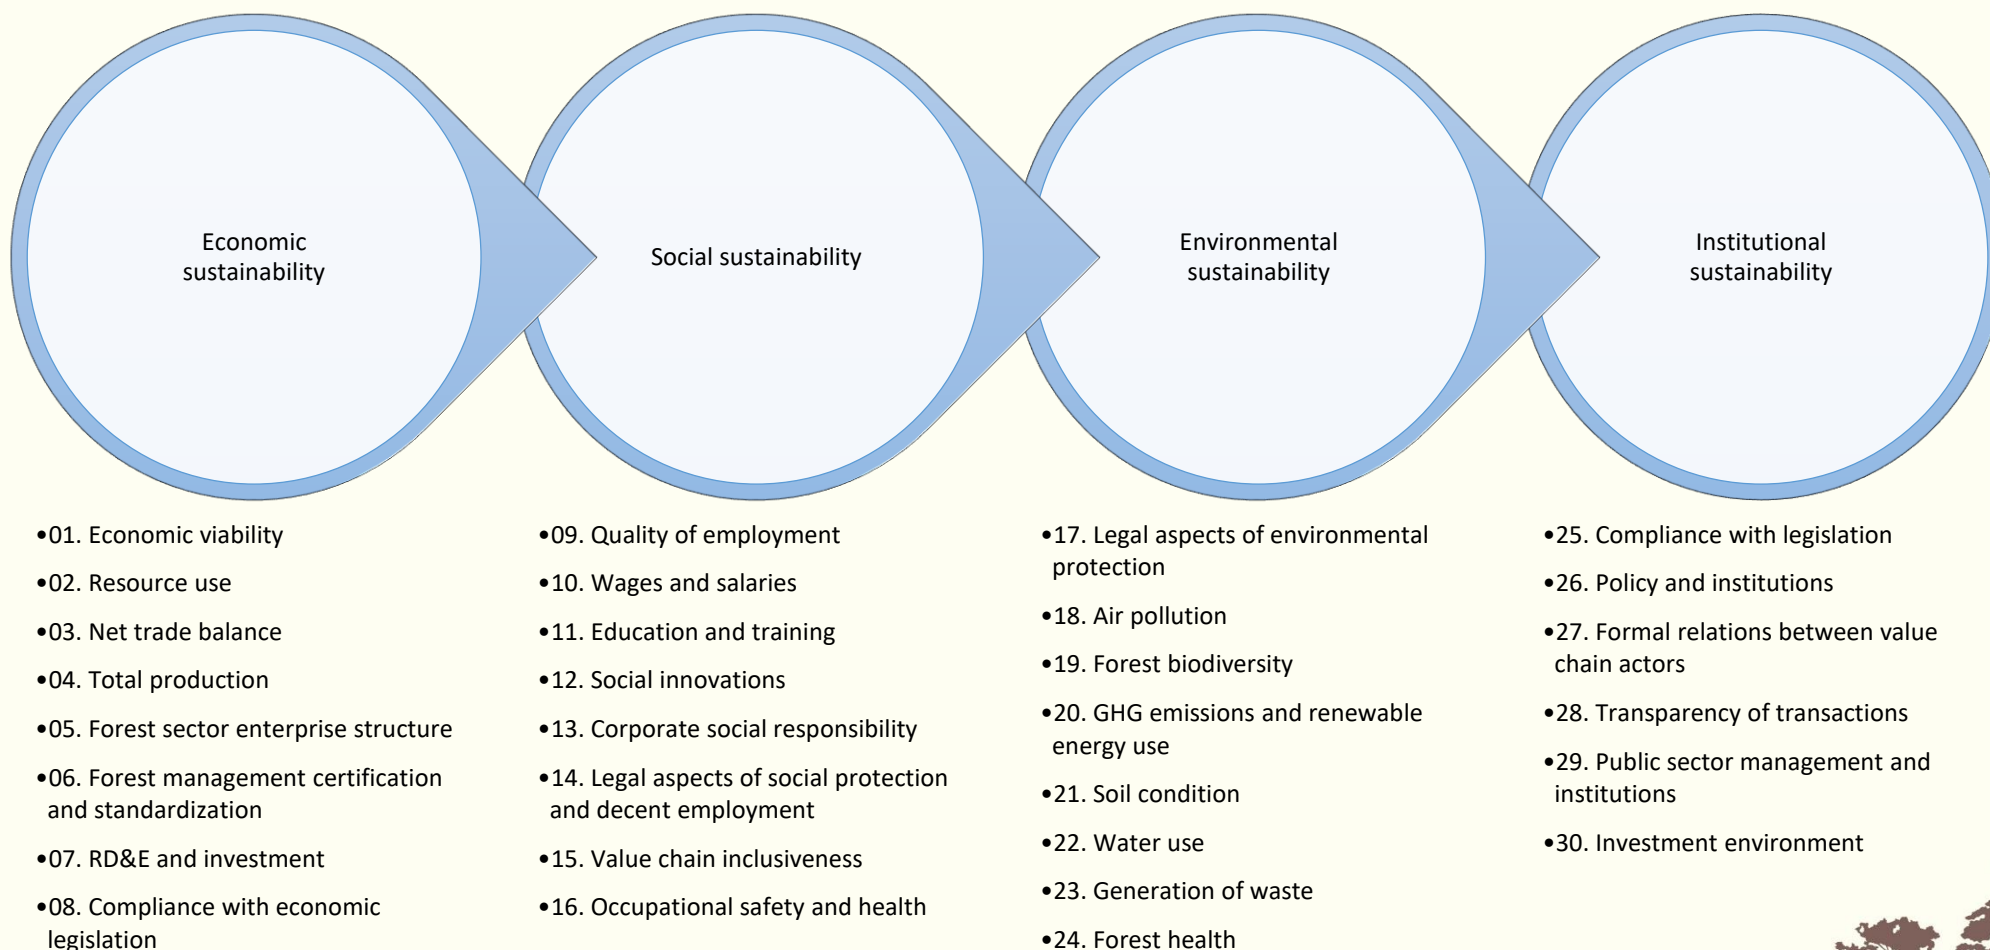 Economic
sustainability
Social sustainability
Environmental
sustainability
Institutional
sustainability
•01. Economic viability
•02. Resource use
•03. Net trade balance
•04. Total production
•05. Forest sector enterprise structure
•06. Forest management certification
and standardization
•07. RD&E and investment
•08. Compliance with economic
legislation
•09. Quality of employment
•10. Wages and salaries
•11. Education and training
•12. Social innovations
•13. Corporate social responsibility
•14. Legal aspects of social protection
and decent employment
•15. Value chain inclusiveness
•16. Occupational safety and health
•17. Legal aspects of environmental
protection
•18. Air pollution
•19. Forest biodiversity
•20. GHG emissions and renewable
energy use
•21. Soil condition
•22. Water use
•23. Generation of waste
•24. Forest health
•25. Compliance with legislation
•26. Policy and institutions
•27. Formal relations between value
chain actors
•28. Transparency of transactions
•29. Public sector management and
institutions
•30. Investment environment